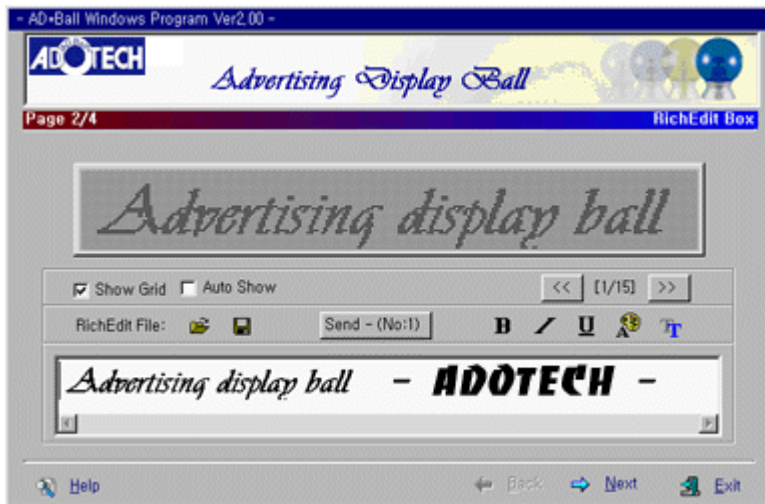 - AD*Ball Windows Program Ver2.00 -
ADOTECH
Advertising Display Ball
Page 2/4 RichEdit Box
Advertising display ball
Show Grid Auto Show << [1/15] >>
RichEdit File: Send - (No:1) B I U A TT
Advertising display ball - ADOTECH -
Help Back Next Exit